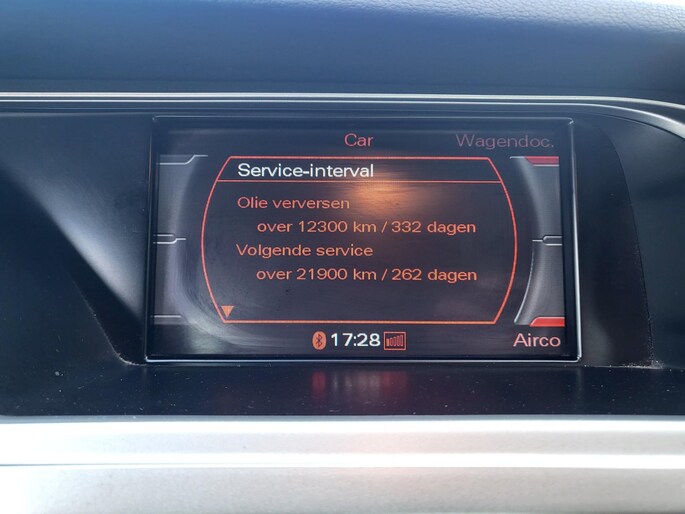 Car Wagendoc.
Service-interval
Olie verversen
over 12300 km / 332 dagen
Volgende service
over 21900 km / 262 dagen
17:28
Airco